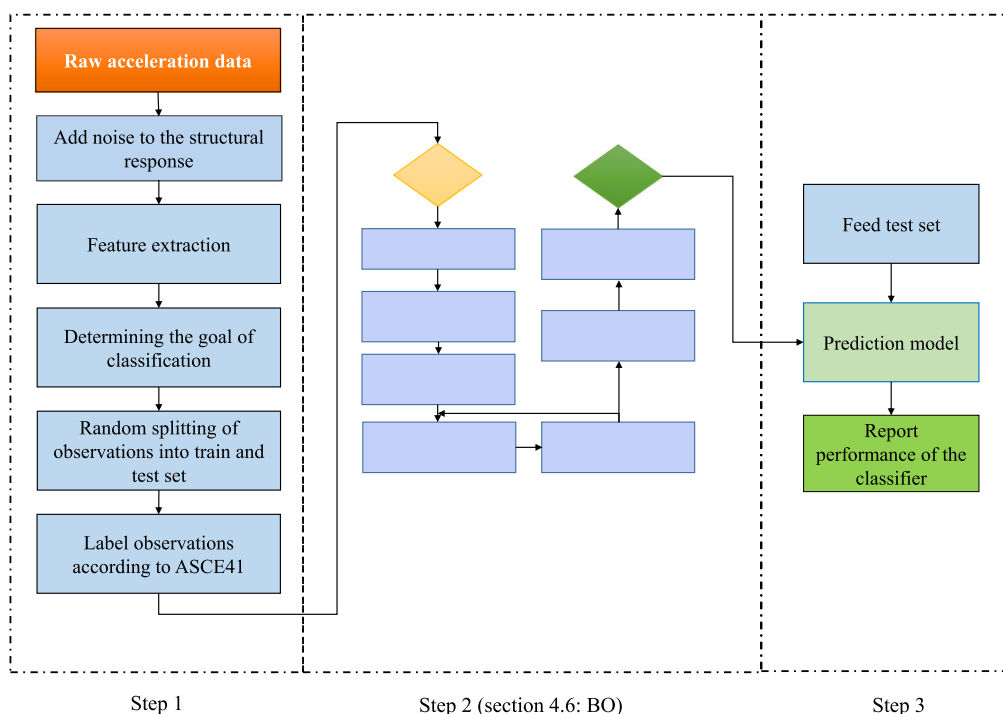 Raw acceleration data
Add noise to the structural
response
Feature extraction
Determining the goal of
classification
Random splitting of
observations into train and
test set
Label observations
according to ASCE41
Feed test set
Prediction model
Report
performance of the
classifier
Step 1
Step 2 (section 4.6: BO)
Step 3